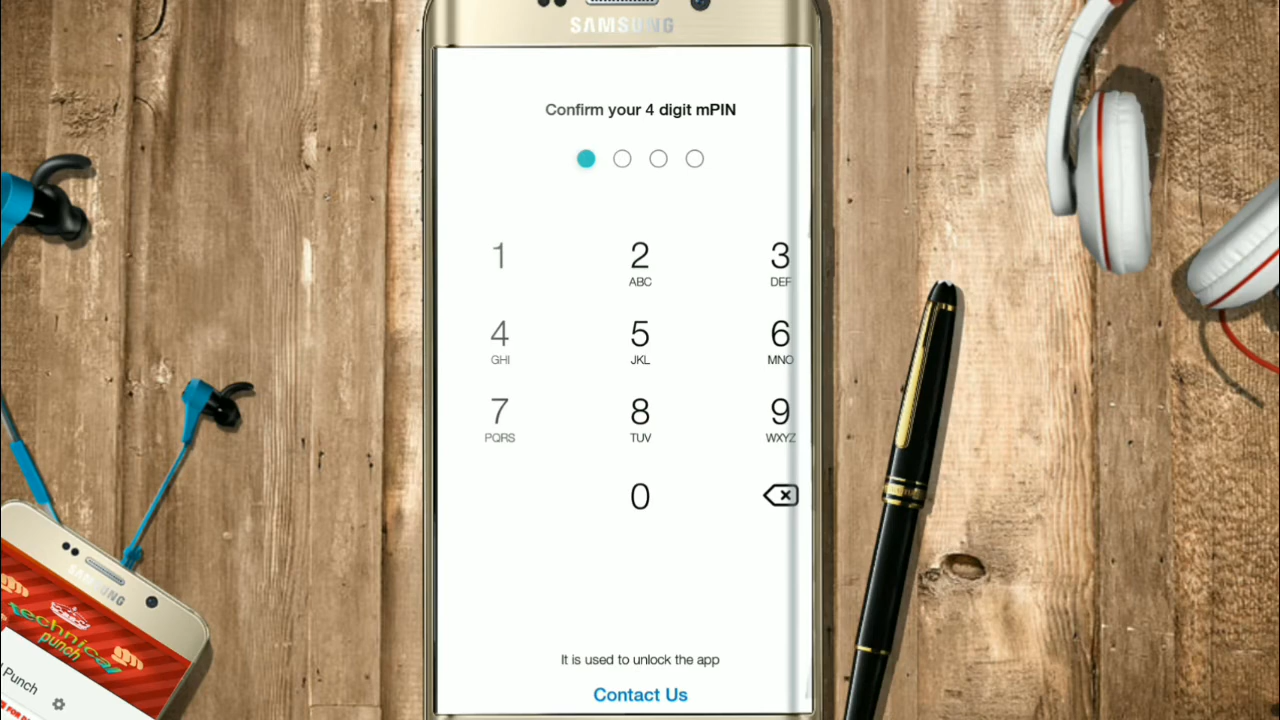 SAMSUNG
Confirm your 4 digit mPIN
1
2
ABC
3
DEF
4
GHI
5
JKL
6
MNO
7
PQRS
8
TUV
9
WXYZ
0
It is used to unlock the app
Contact Us
SAMSUNG
technical
punch
Punch